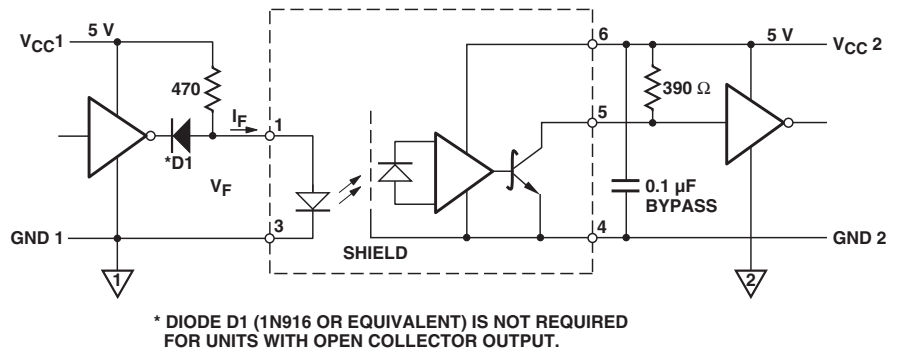 VCC1
5 V
470
IF
1
*D1
VF
GND 1
3
1
SHIELD
6
5 V
VCC 2
390 Ω
5
0.1 µF
BYPASS
4
GND 2
2
* DIODE D1 (1N916 OR EQUIVALENT) IS NOT REQUIRED
FOR UNITS WITH OPEN COLLECTOR OUTPUT.